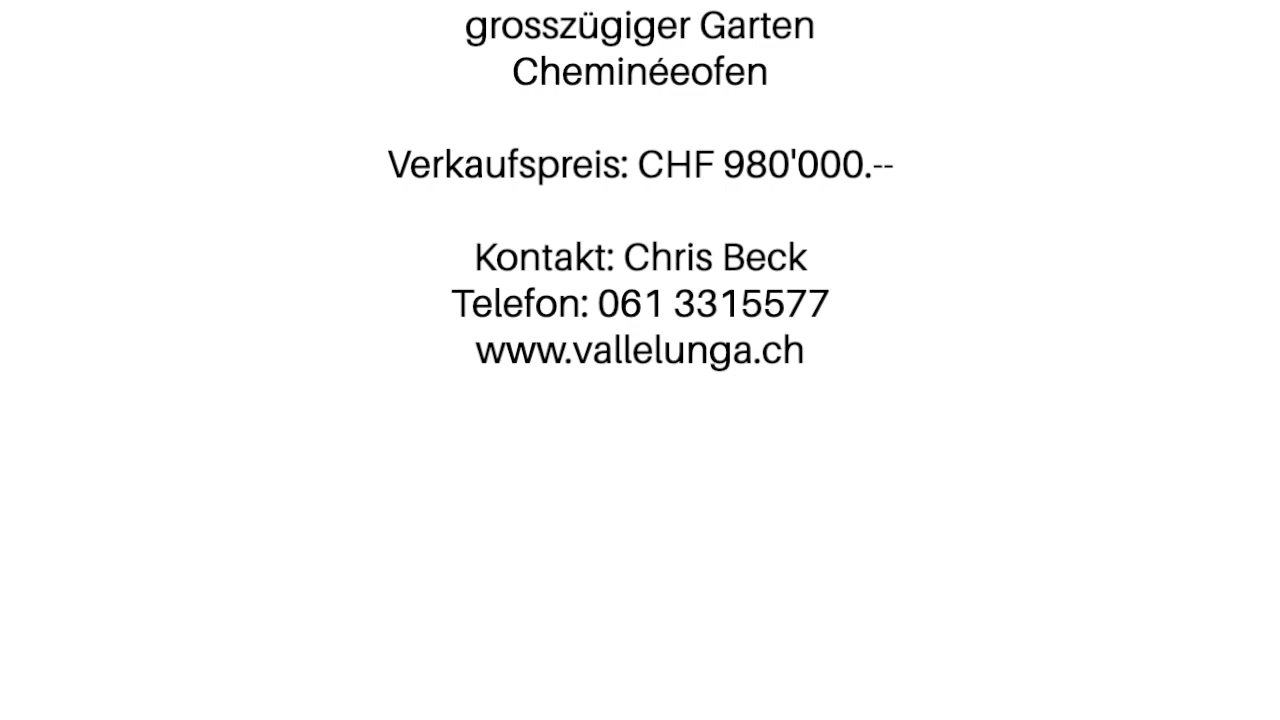 grosszügiger Garten
Cheminéeofen
Verkaufspreis: CHF 980'000.--
Kontakt: Chris Beck
Telefon: 061 3315577
www.vallelunga.ch